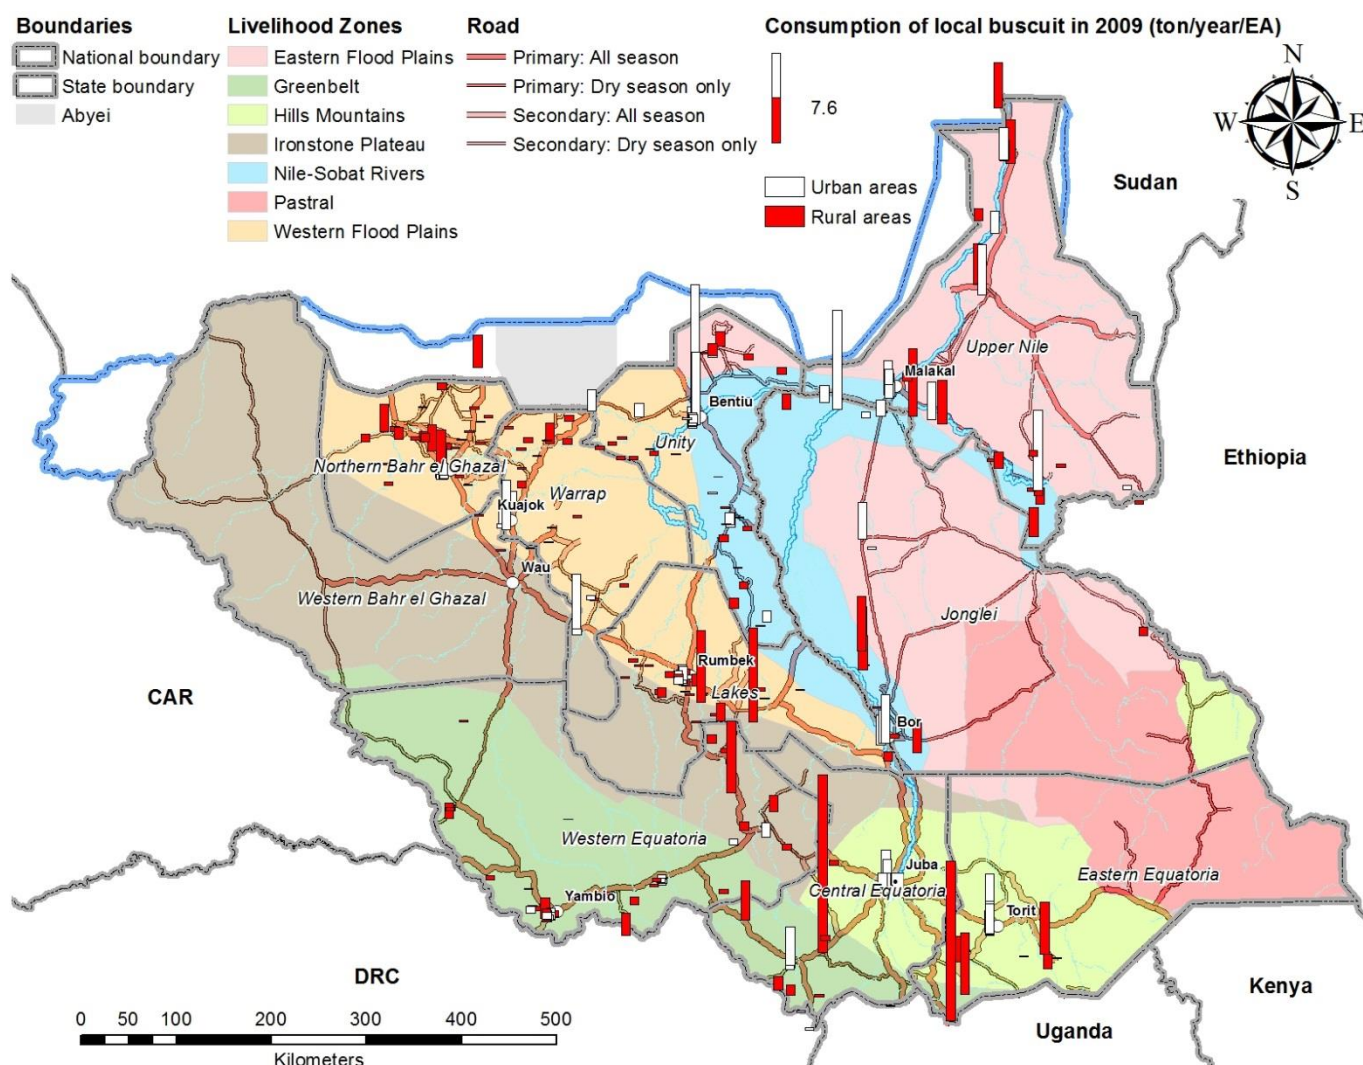 Boundaries
National boundary
State boundary
Abyei
Livelihood Zones
Eastern Flood Plains
Greenbelt
Hills Mountains
Ironstone Plateau
Nile-Sobat Rivers
Pastral
Western Flood Plains
Road
Primary: All season
Primary: Dry season only
Secondary: All season
Secondary: Dry season only
Consumption of local buscuit in 2009 (ton/year/EA)
7.6
Urban areas
Rural areas
N
W
E
S
Sudan
Upper Nile
Malakal
Bentiu
Unity
Ethiopia
Northern Bahr el Ghazal
Warrap
Kuajok
Wau
Western Bahr el Ghazal
Jonglei
Rumbek
Lakes
CAR
Bor
Western Equatoria
Juba
Central Equatoria
Eastern Equatoria
Yambio
Torit
DRC
Kenya
Uganda
0 50 100 200 300 400 500
Kilometers